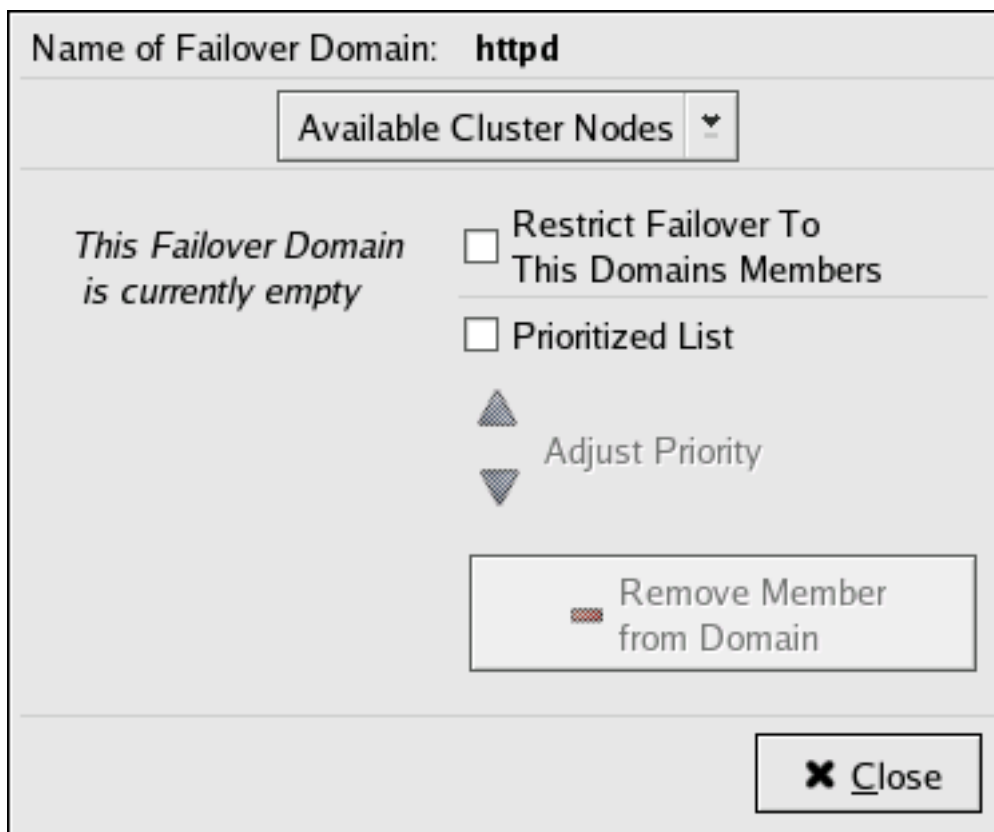 Name of Failover Domain: httpd
Available Cluster Nodes
This Failover Domain
is currently empty
Restrict Failover To
This Domains Members
Prioritized List
Adjust Priority
Remove Member
from Domain
Close